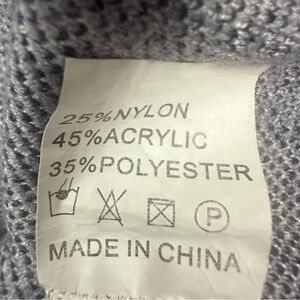 25%NYLON
45%ACRYLIC
35%POLYESTER
P
MADE IN CHINA